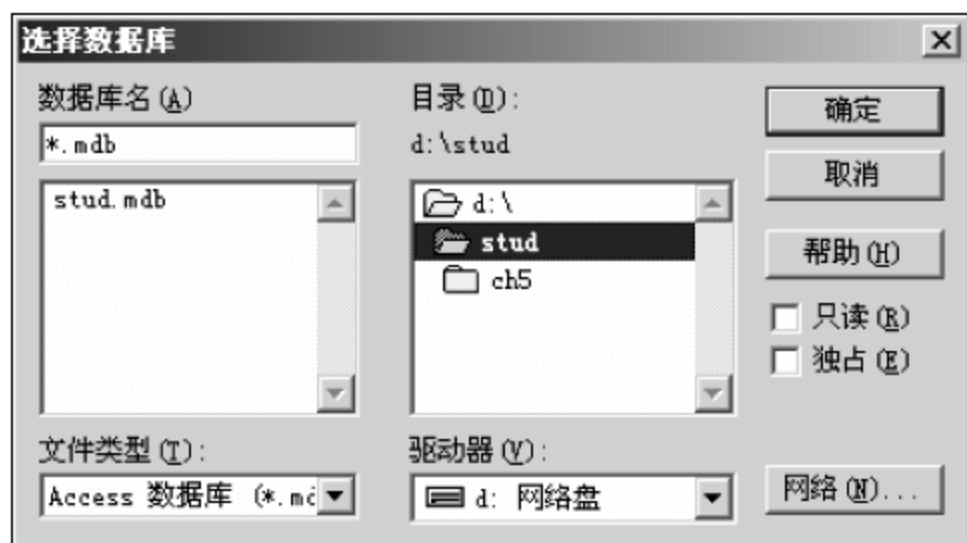 选择数据库
数据库名(A)
*.mdb
stud.mdb
文件类型(T):
Access 数据库 (*.md
目录(D):
d:\stud
d:\
stud
ch5
驱动器(V):
d: 网络盘
确定
取消
帮助(H)
只读(R)
独占(E)
网络(N)...